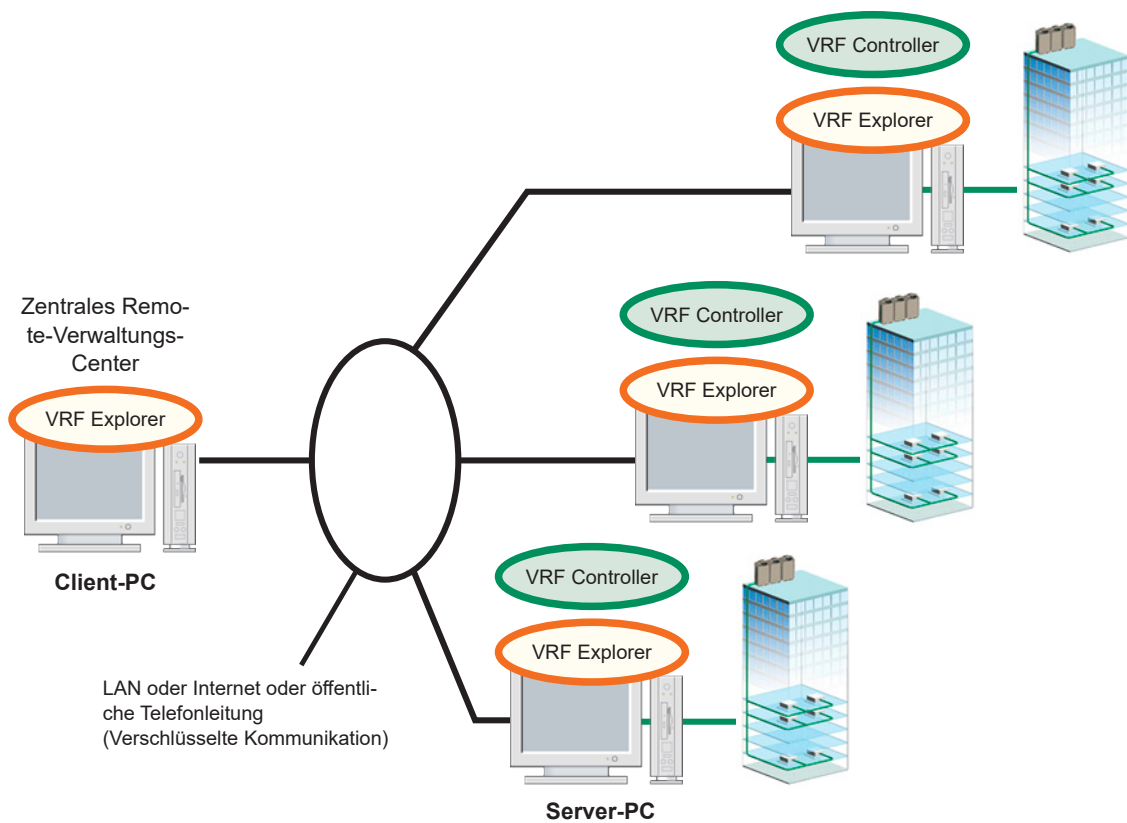 VRF Controller
VRF Explorer
Zentrales Remo-
te-Verwaltungs-
Center
VRF Explorer
Client-PC
VRF Controller
VRF Explorer
VRF Controller
VRF Explorer
LAN oder Internet oder öffentli-
che Telefonleitung
(Verschlüsselte Kommunikation)
Server-PC